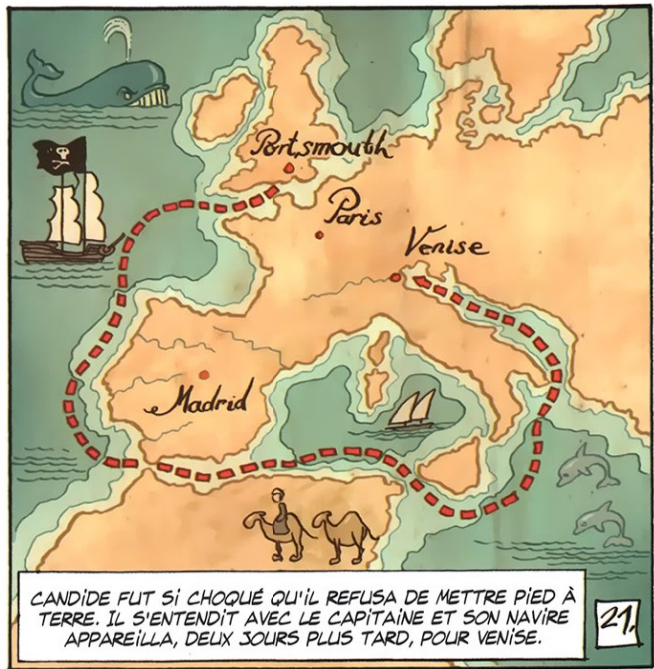 Portsmouth
Paris
Venise
Madrid
CANDIDE FUT SI CHOQUÉ QU'IL REFUSA DE METTRE PIED À
TERRE. IL S'ENTENDIT AVEC LE CAPITAINE ET SON NAVIRE
APPAREILLA, DEUX JOURS PLUS TARD, POUR VENISE.
21.